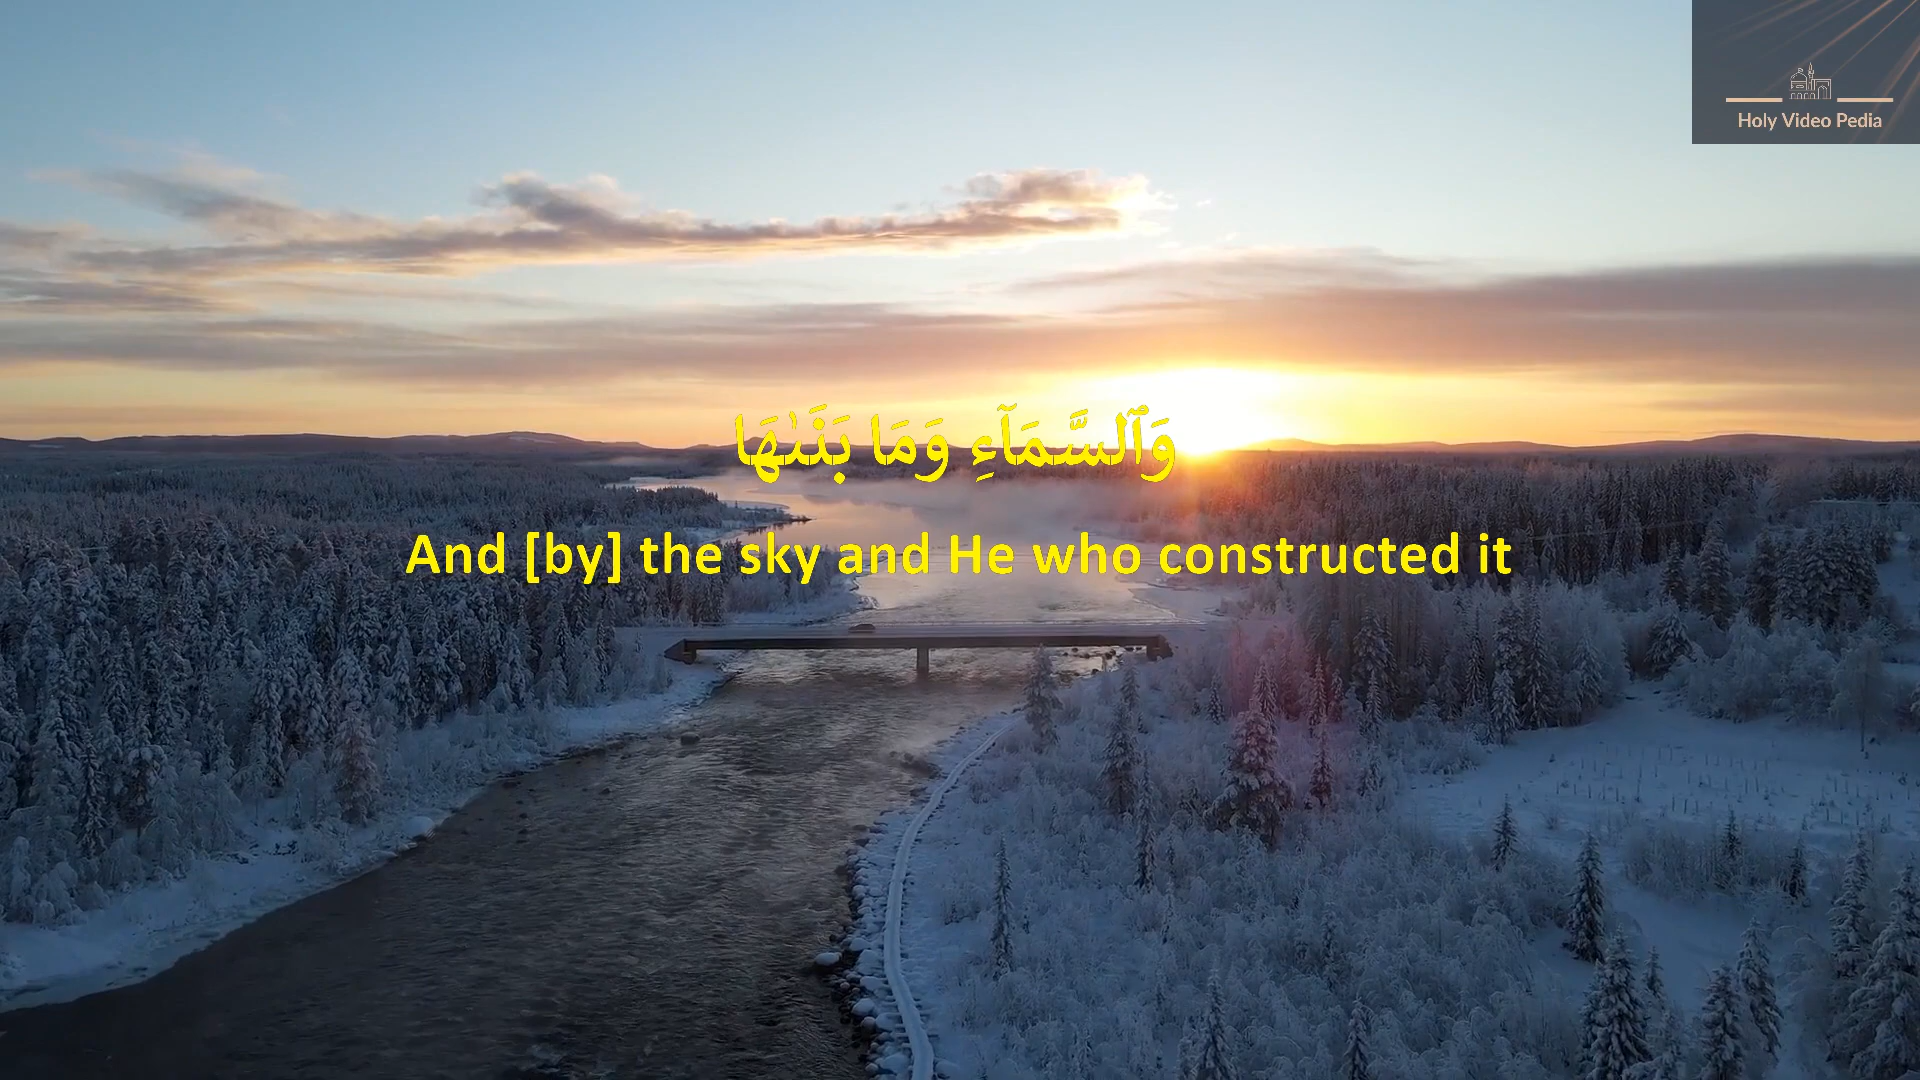 Holy Video Pedia
وَٱلسَّمَآءِ وَمَا بَنَىٰهَا
And [by] the sky and He who constructed it